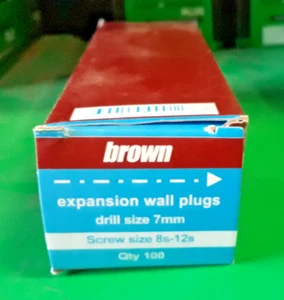 brown
expansion wall plugs
drill size 7mm
Screw size 8s-12s
Qty 100